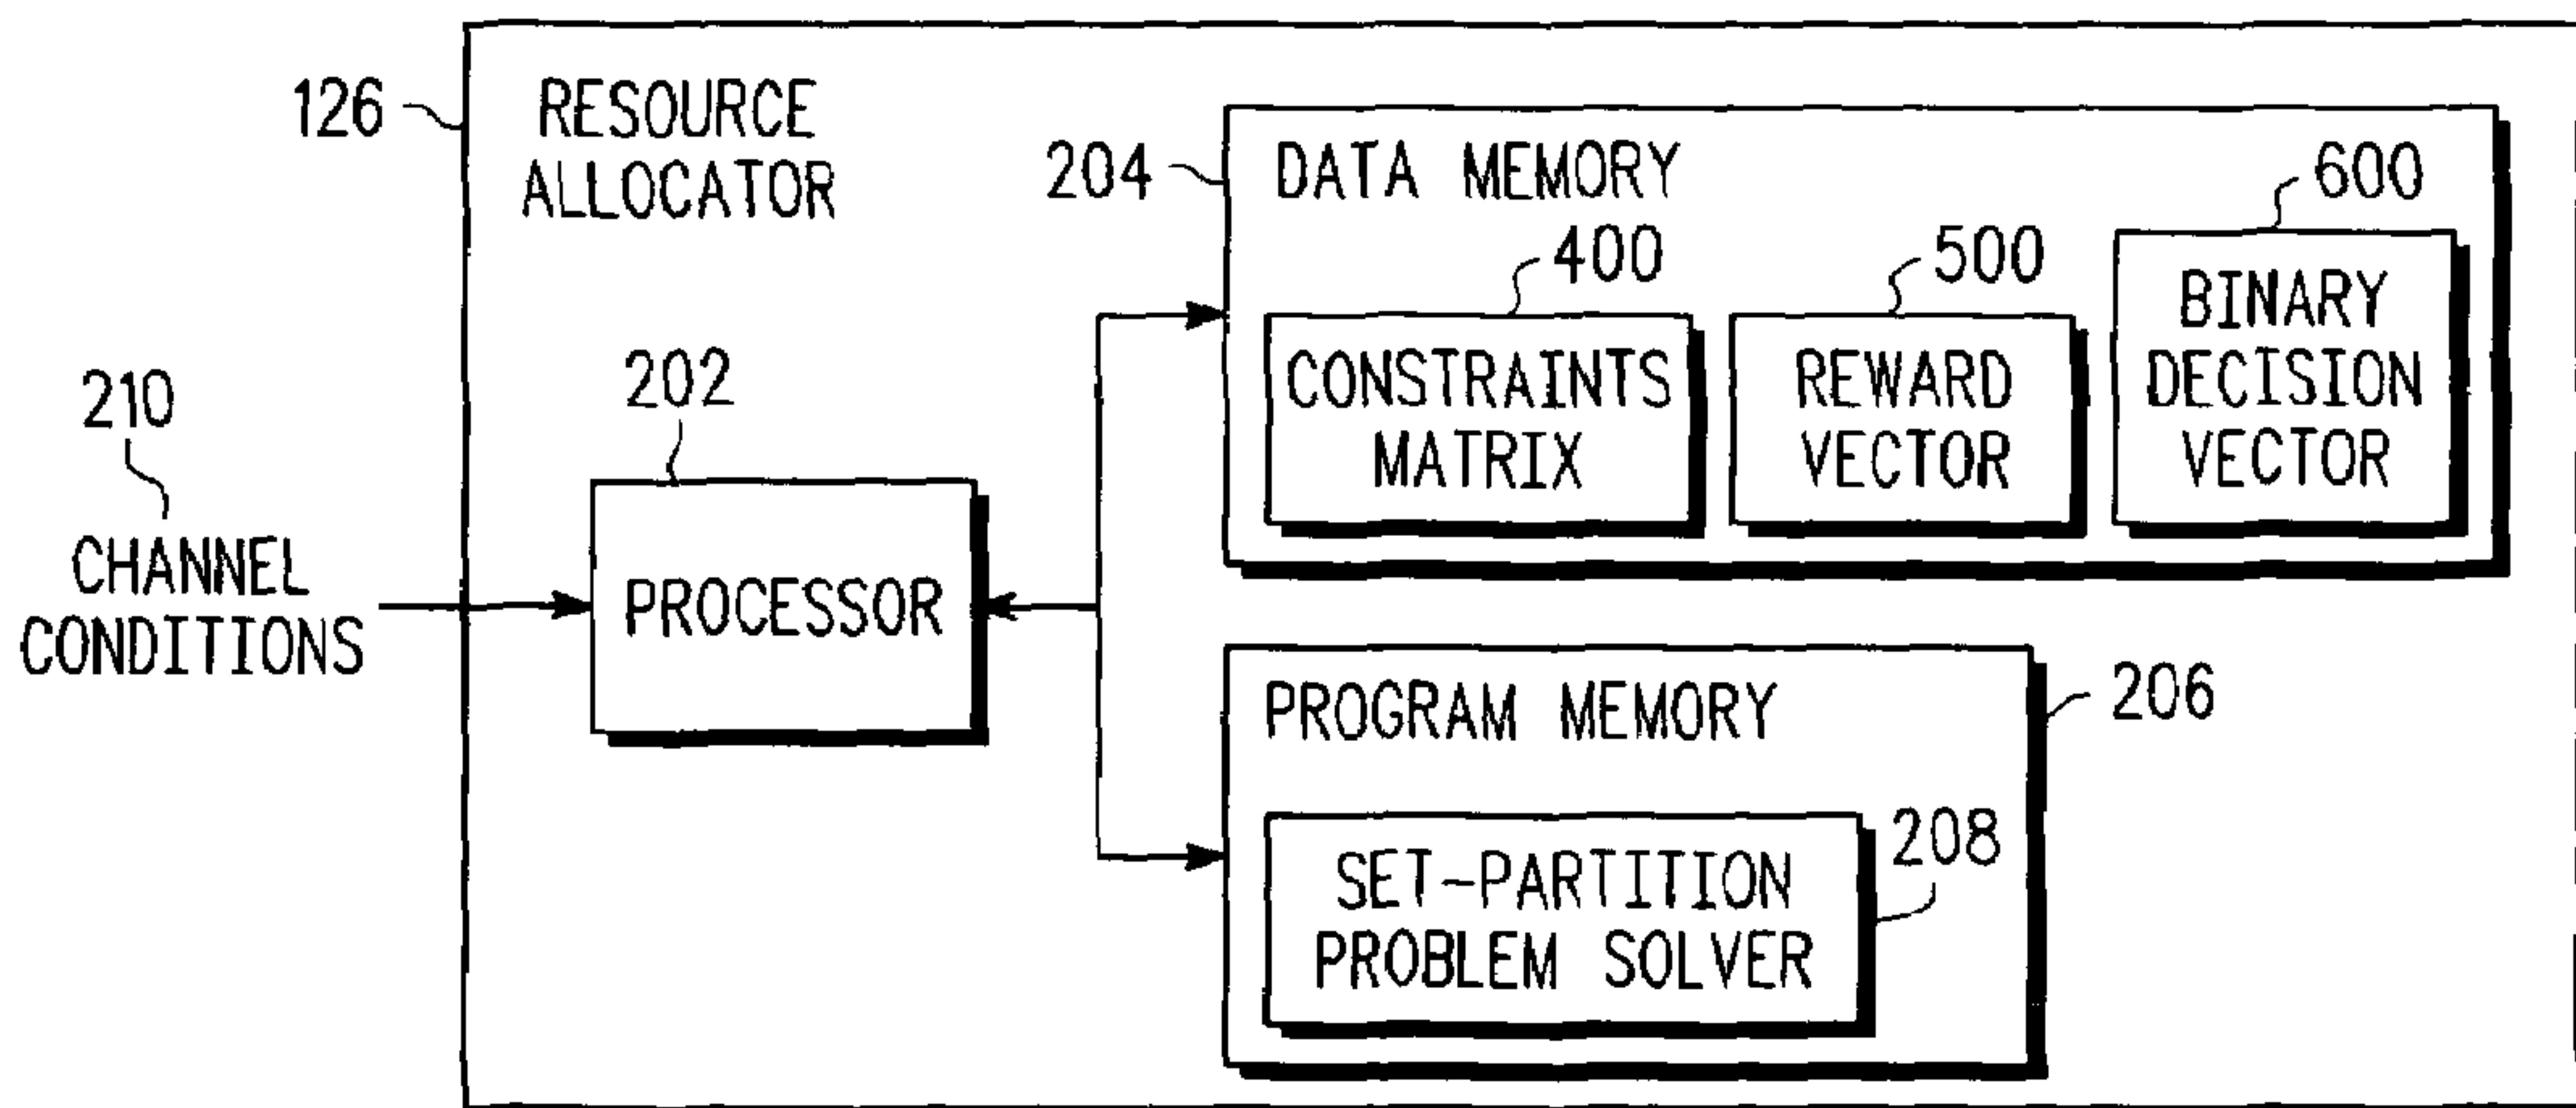 126
RESOURCE
ALLOCATOR
204
DATA MEMORY
600
400
500
BINARY
DECISION
VECTOR
CONSTRAINTS
MATRIX
REWARD
VECTOR
210
CHANNEL
CONDITIONS
202
PROCESSOR
PROGRAM MEMORY
206
208
SET-PARTITION
PROBLEM SOLVER